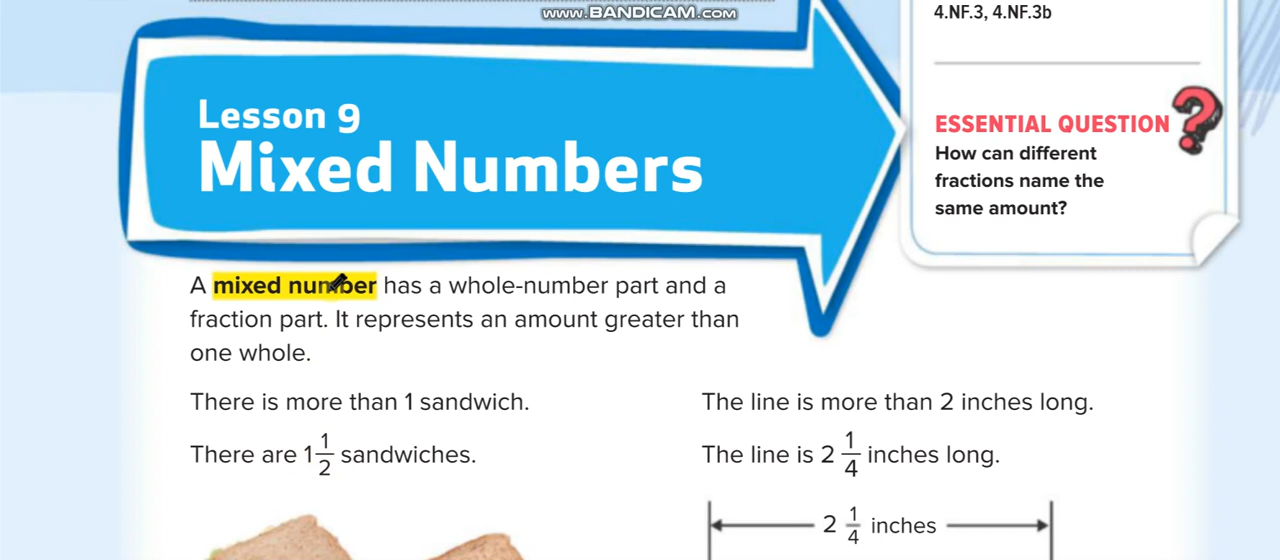 www.BANDICAM.com
4.NF.3, 4.NF.3b
Lesson 9
Mixed Numbers
ESSENTIAL QUESTION
How can different
fractions name the
same amount?
?
A mixed number has a whole-number part and a
fraction part. It represents an amount greater than
one whole.
There is more than 1 sandwich.
There are 1 1/2 sandwiches.
The line is more than 2 inches long.
The line is 2 1/4 inches long.
2 1/4 inches